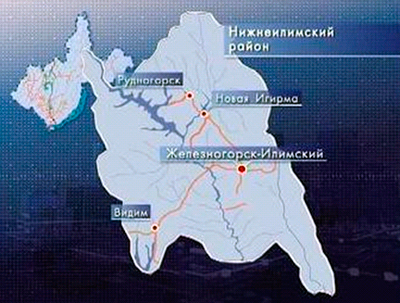 Нижнеилимский
район
Рудногорск
Новая Игирма
Железногорск-Илимский
Видим